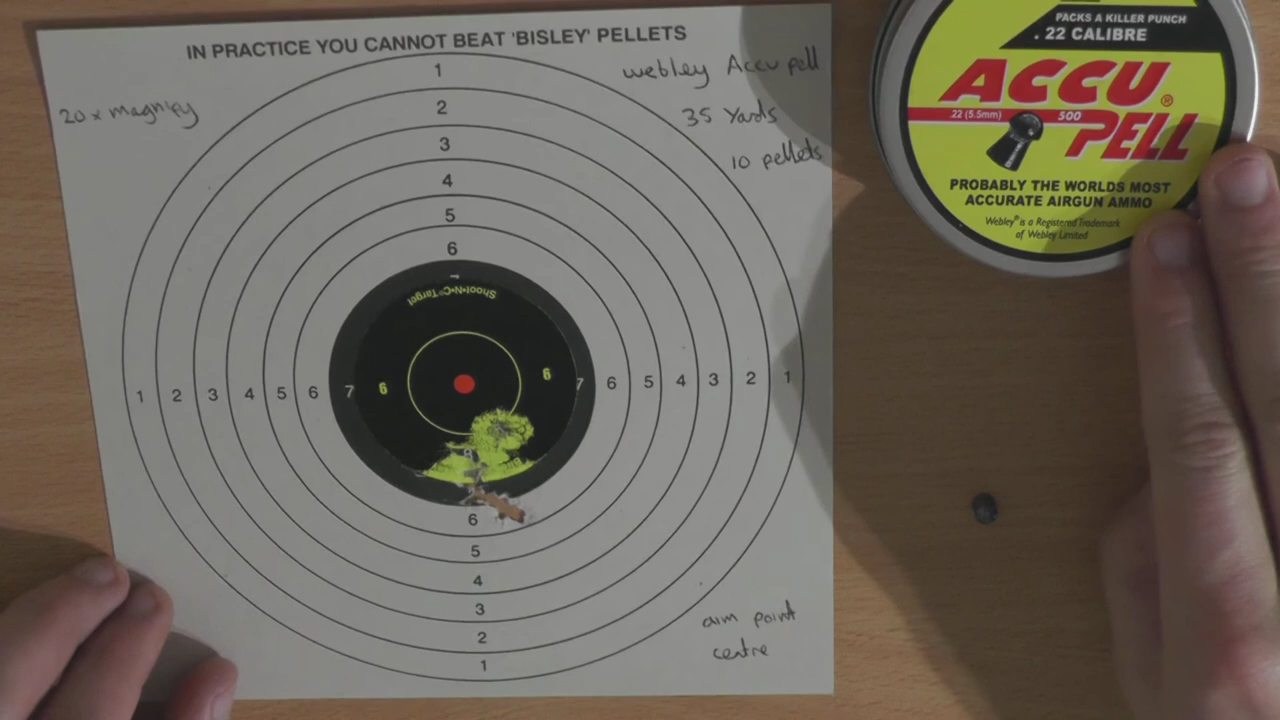 IN PRACTICE YOU CANNOT BEAT 'BISLEY' PELLETS
webley Accupell
35 Yards
10 pellets
20 x magnify
1
2
3
4
5
6
7
Shoot•N•C® Target
1 2 3 4 5 6 7 6 6 7 6 5 4 3 2 1
8
6
5
4
3
2
1
aim point
centre
PACKS A KILLER PUNCH
.22 CALIBRE
ACCU
PELL®
.22 (5.5mm) 500
PROBABLY THE WORLDS MOST
ACCURATE AIRGUN AMMO
Webley® is a Registered Trademark
of Webley Limited